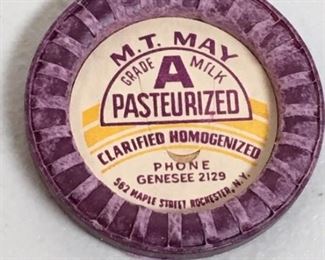 M.T. MAY
GRADE A MILK
PASTEURIZED
CLARIFIED HOMOGENIZED
PHONE
GENESEE 2129
562 MAPLE STREET ROCHESTER, N.Y.